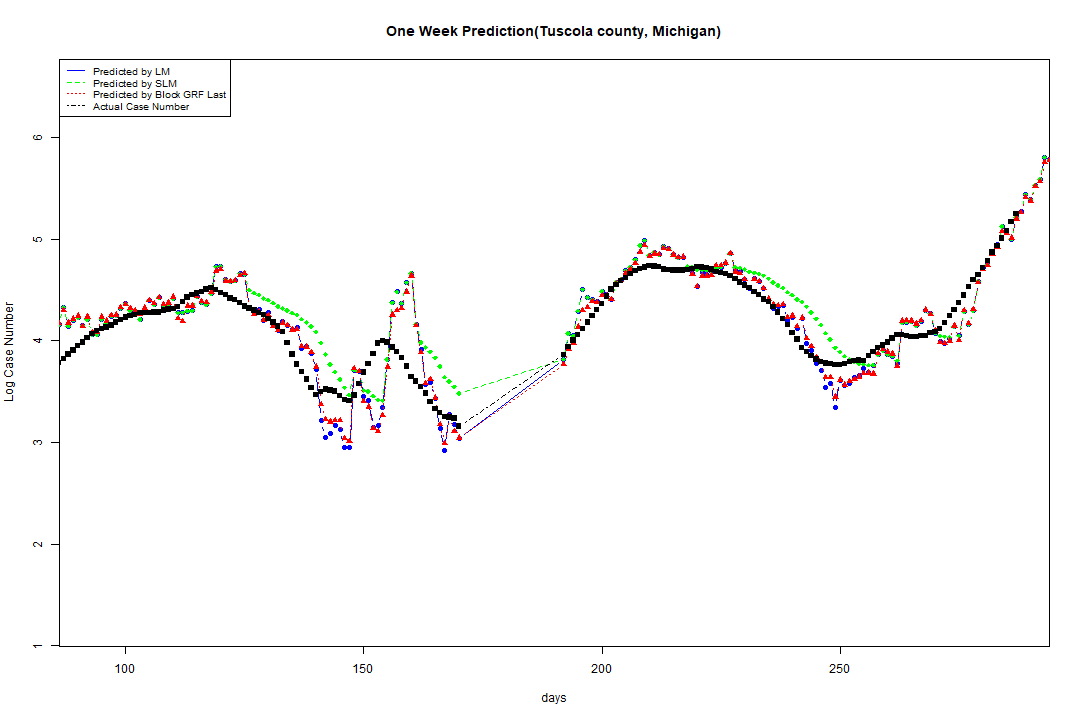 One Week Prediction(Tuscola county, Michigan)
Predicted by LM
Predicted by SLM
Predicted by Block GRF Last
Actual Case Number
6
5
4
3
2
1
Log Case Number
100 150 200 250
days